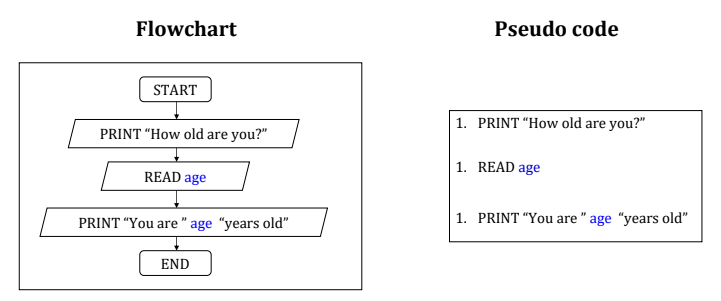 Flowchart
START
PRINT “How old are you?”
READ age
PRINT “You are ” age “years old”
END
Pseudo code
1. PRINT “How old are you?”
1. READ age
1. PRINT “You are ” age “years old”